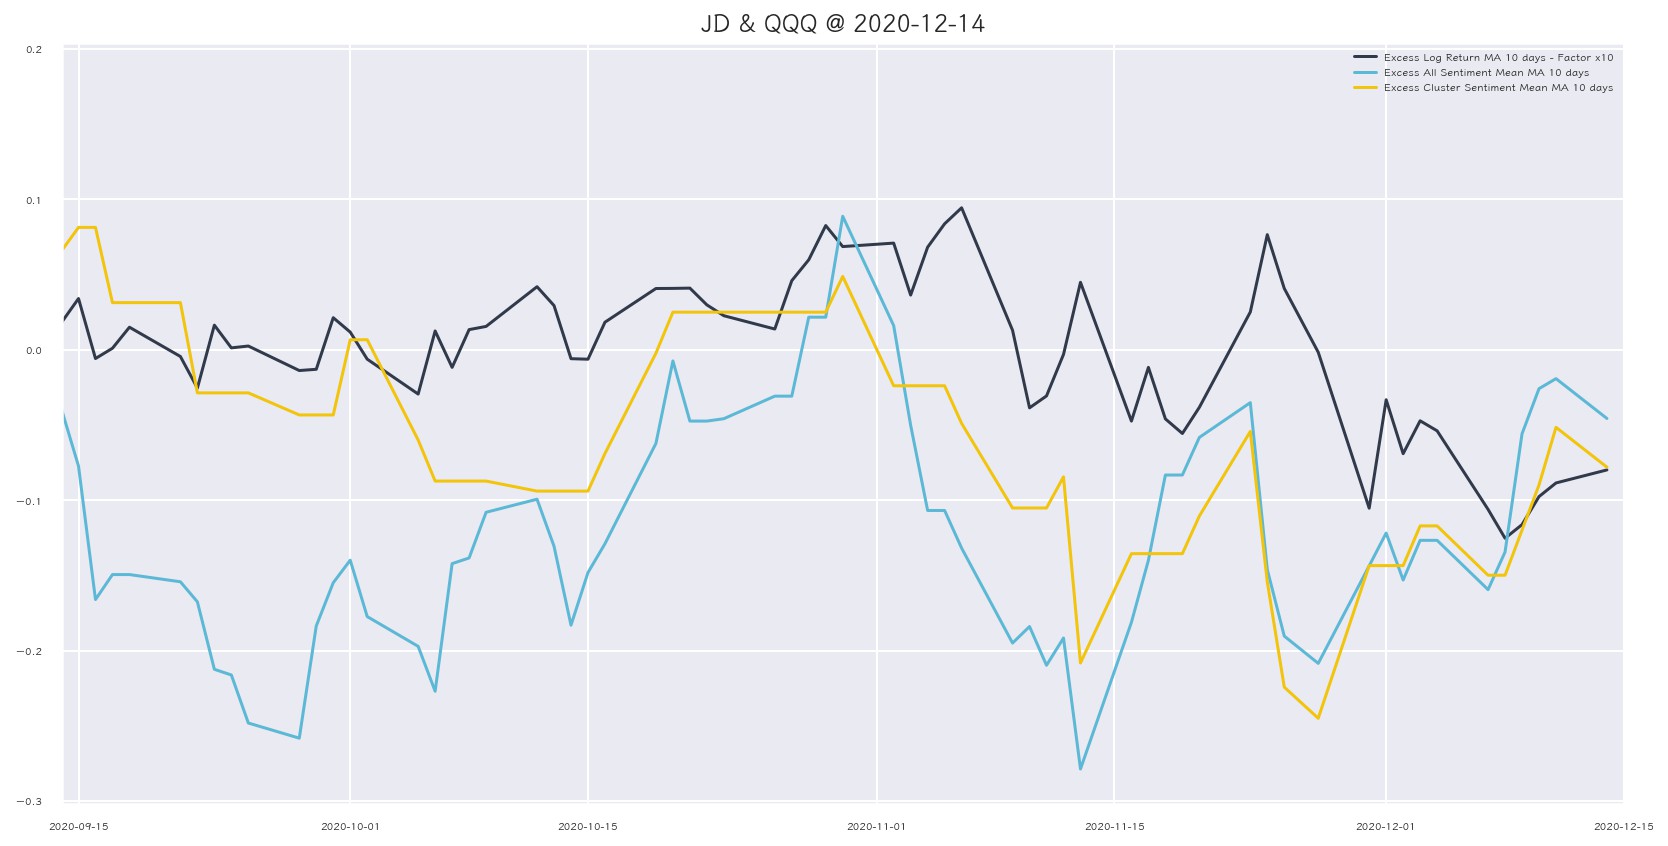 JD & QQQ @ 2020-12-14
Excess Log Return MA 10 days - Factor x10
Excess All Sentiment Mean MA 10 days
Excess Cluster Sentiment Mean MA 10 days
0.2
0.1
0.0
−0.1
−0.2
−0.3
2020-09-15 2020-10-01 2020-10-15 2020-11-01 2020-11-15 2020-12-01 2020-12-15